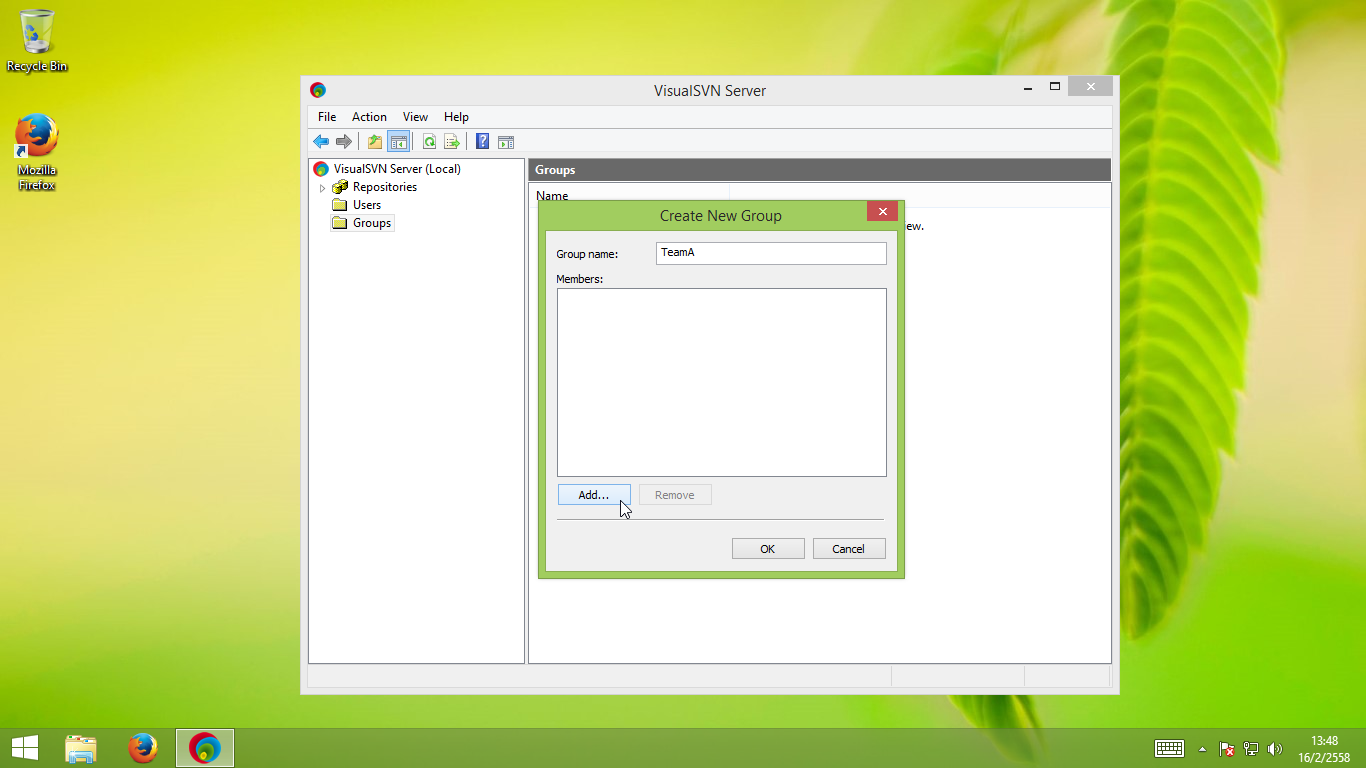 Recycle Bin
Mozilla
Firefox
VisualSVN Server
File Action View Help
VisualSVN Server (Local)
Repositories
Users
Groups
Groups
Name
ew.
Create New Group
Group name:
TeamA
Members:
Add...
Remove
OK
Cancel
13:48
16/2/2558